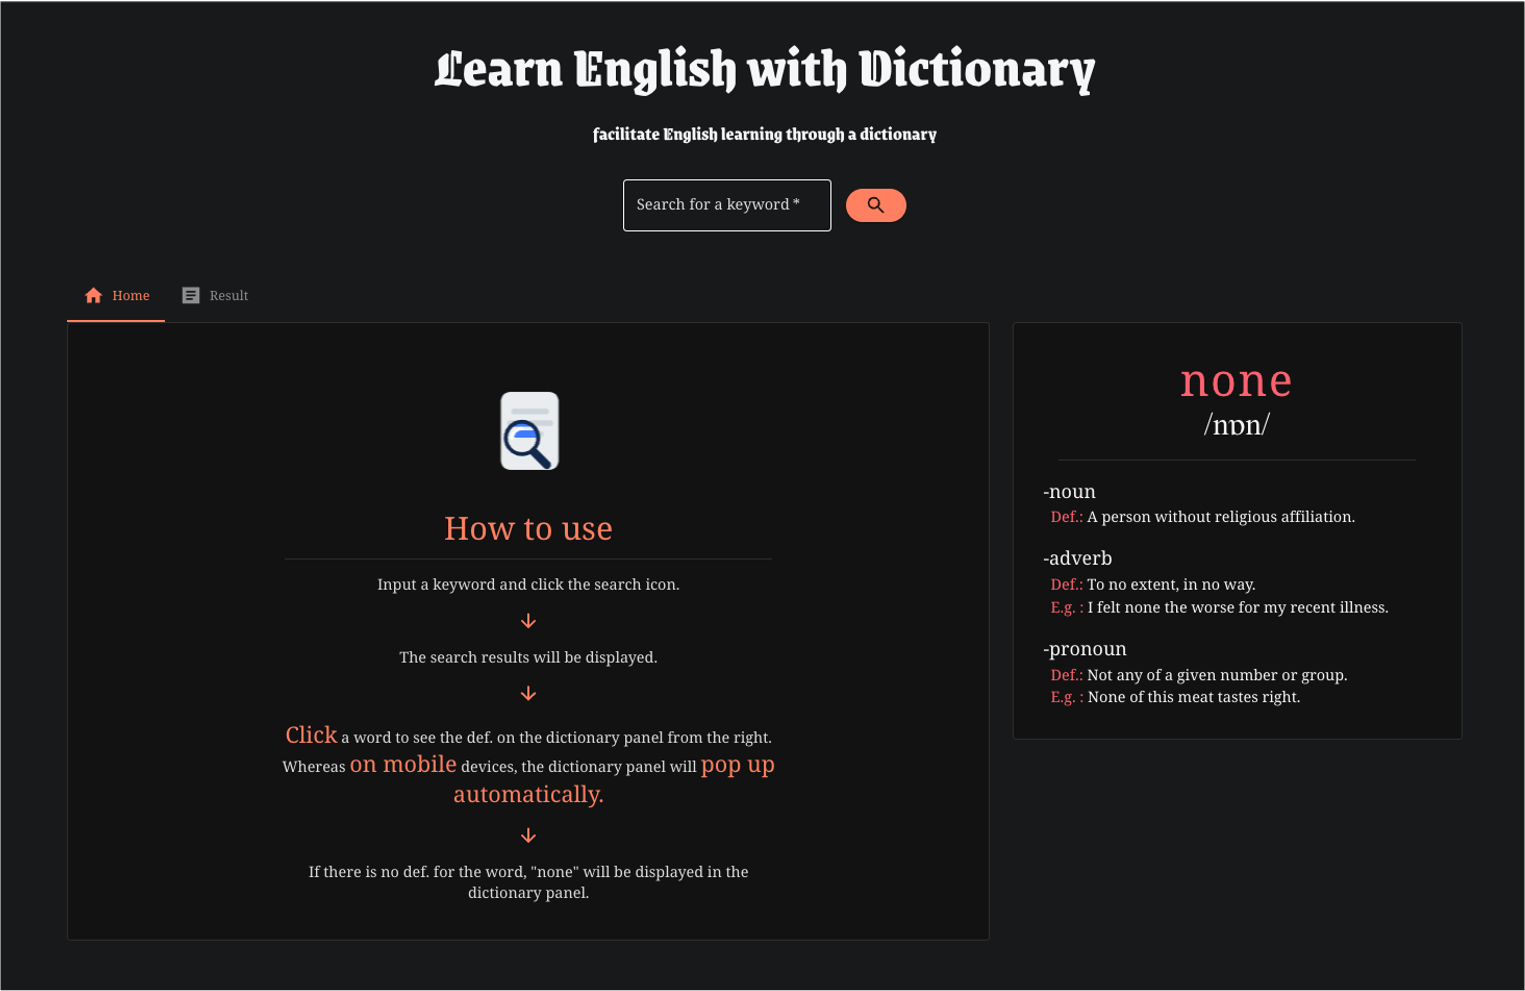 Learn English with Dictionary
facilitate English learning through a dictionary
Search for a keyword *
Home
Result
How to use
Input a keyword and click the search icon.
The search results will be displayed.
Click a word to see the def. on the dictionary panel from the right.
Whereas on mobile devices, the dictionary panel will pop up
automatically.
If there is no def. for the word, "none" will be displayed in the
dictionary panel.
none
/nɒn/
-noun
Def.: A person without religious affiliation.
-adverb
Def.: To no extent, in no way.
E.g. : I felt none the worse for my recent illness.
-pronoun
Def.: Not any of a given number or group.
E.g. : None of this meat tastes right.